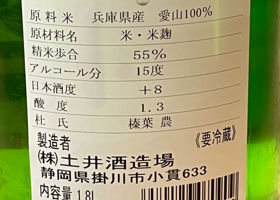 原料米 兵庫県産 愛山100%
原材料名 米・米麹
精米歩合 55%
アルコール分 15度
日本酒度 +8
酸度 1.3
杜氏 榛葉 農
製造者 《要冷蔵》
㈱土井酒造場
静岡県掛川市小貫633
内容量 1.8L